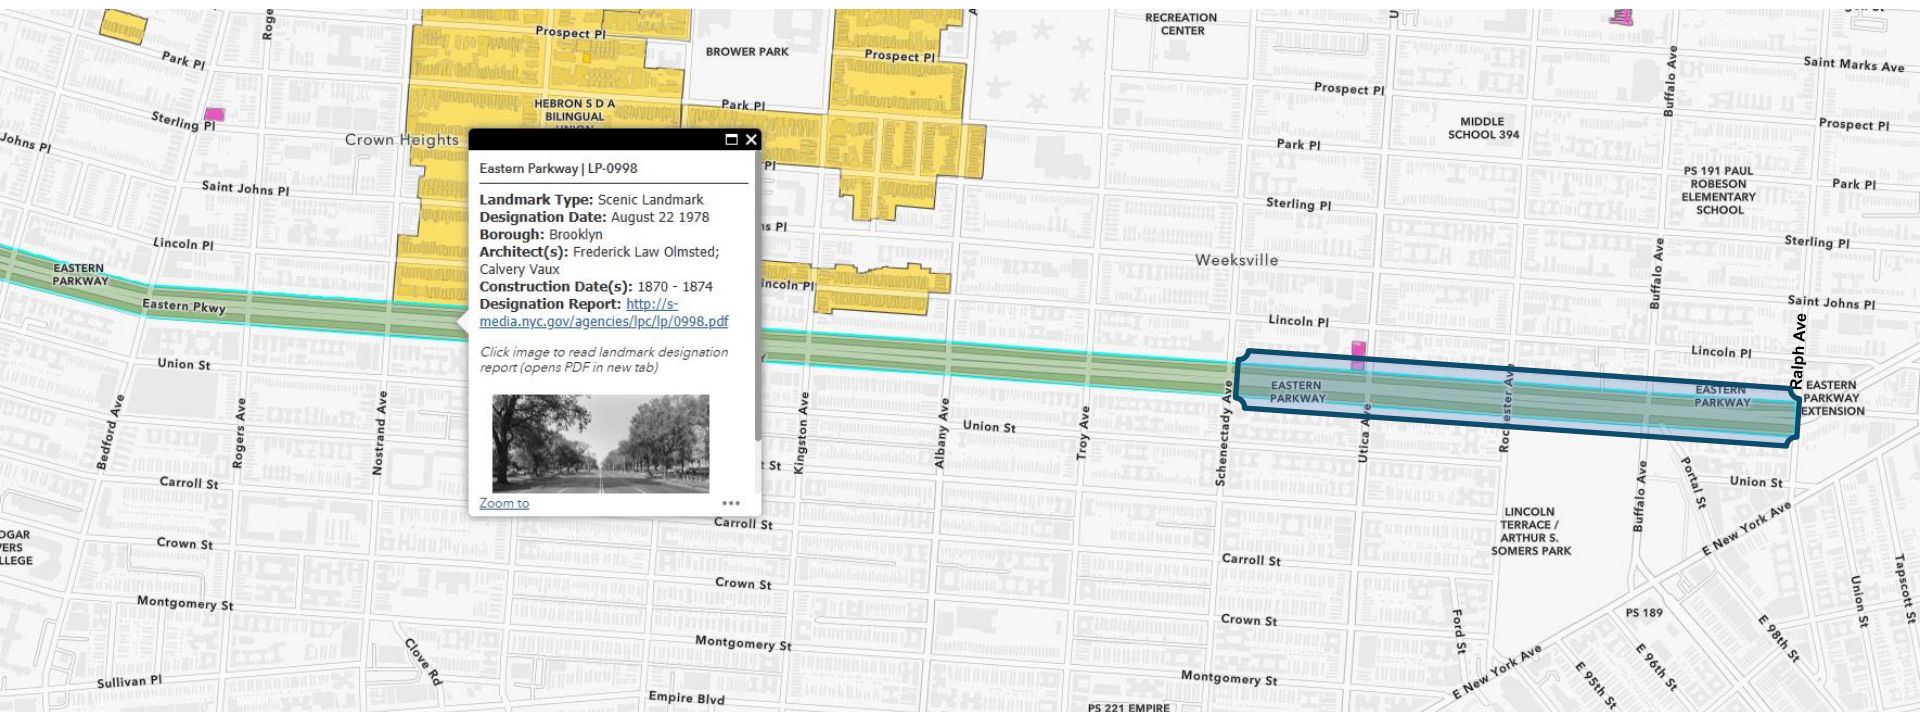 RECREATION
CENTER
Prospect Pl
BROWER PARK
Prospect Pl
Park Pl
Saint Marks Ave
Buffalo Ave
Prospect Pl
HEBRON S D A
BILINGUAL
Park Pl
MIDDLE
SCHOOL 394
Prospect Pl
Sterling Pl
Crown Heights
Park Pl
Eastern Parkway | LP-0998
Landmark Type: Scenic Landmark
Designation Date: August 22 1978
Borough: Brooklyn
Architect(s): Frederick Law Olmsted;
Calvery Vaux
Construction Date(s): 1870 - 1874
Designation Report: http://s-
media.nyc.gov/agencies/lpc/lp/0998.pdf
Click image to read landmark designation
report (opens PDF in new tab)
Zoom to
PS 191 PAUL
ROBESON
ELEMENTARY
SCHOOL
Park Pl
Saint Johns Pl
Sterling Pl
Lincoln Pl
Sterling Pl
Weeksville
Buffalo Ave
EASTERN
PARKWAY
Eastern Pkwy
Saint Johns Pl
Lincoln Pl
Lincoln Pl
Ralph Ave
Union St
EASTERN
PARKWAY
EASTERN
PARKWAY
EASTERN
PARKWAY
EXTENSION
Bedford Ave
Rogers Ave
Nostrand Ave
Kingston Ave
Albany Ave
Union St
Troy Ave
Schenectady Ave
Utica Ave
Rochester Ave
Buffalo Ave
Portal St
Union St
Carroll St
Carroll St
LINCOLN
TERRACE /
ARTHUR S.
SOMERS PARK
E New York Ave
Crown St
Carroll St
Crown St
Montgomery St
Crown St
Ford St
PS 189
Union St
Tapscott St
Clove Rd
Montgomery St
E 98th St
E 96th St
E 95th St
E New York Ave
Sullivan Pl
Empire Blvd
Montgomery St
PS 221 EMPIRE